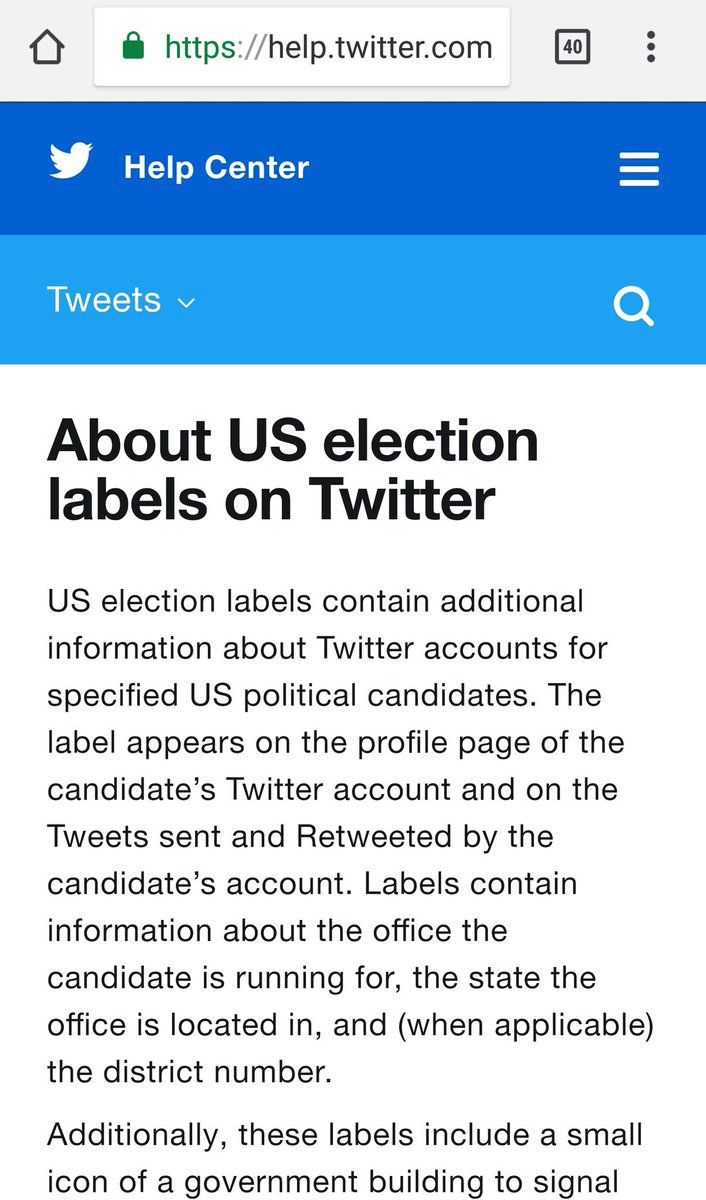 https://help.twitter.com
40
Help Center
Tweets
About US election
labels on Twitter
US election labels contain additional
information about Twitter accounts for
specified US political candidates. The
label appears on the profile page of the
candidate’s Twitter account and on the
Tweets sent and Retweeted by the
candidate’s account. Labels contain
information about the office the
candidate is running for, the state the
office is located in, and (when applicable)
the district number.
Additionally, these labels include a small
icon of a government building to signal